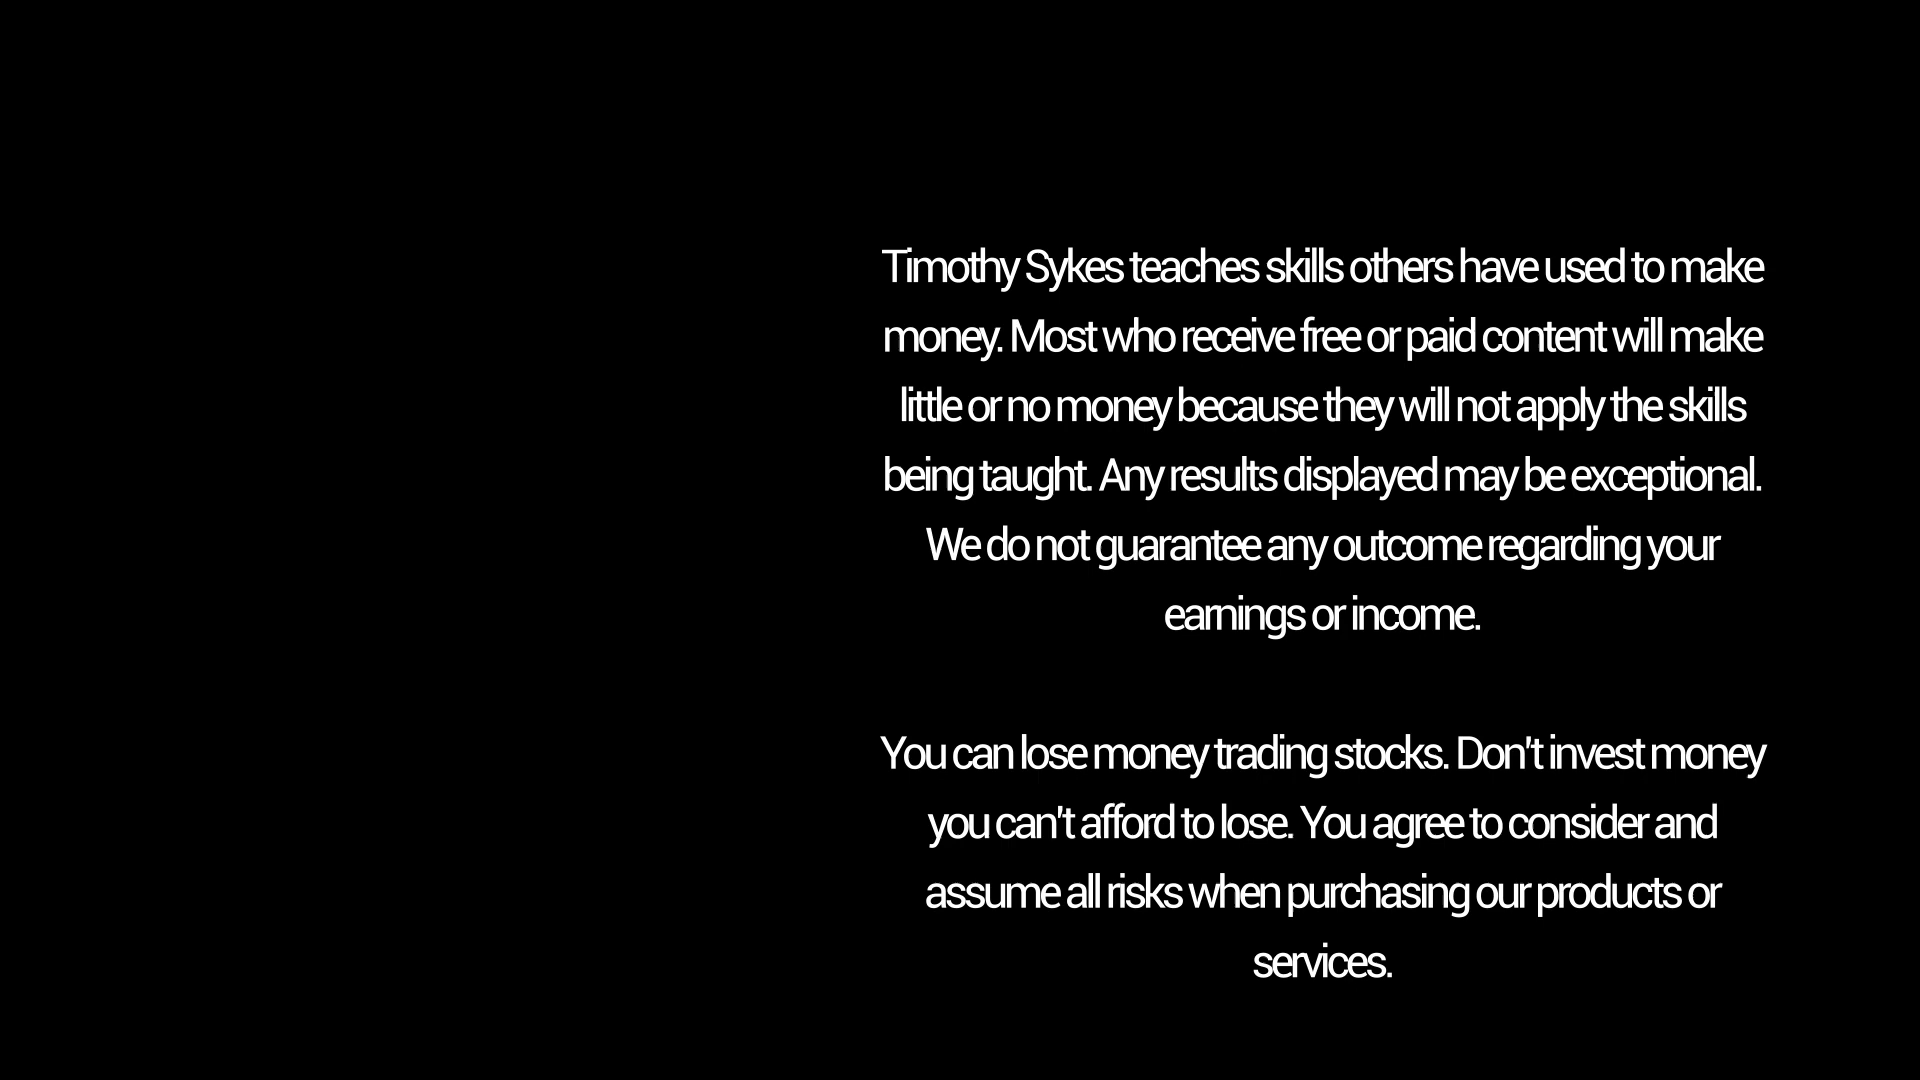 Timothy Sykes teaches skills others have used to make
money. Most who receive free or paid content will make
little or no money because they will not apply the skills
being taught. Any results displayed may be exceptional.
We do not guarantee any outcome regarding your
earnings or income.
You can lose money trading stocks. Don't invest money
you can't afford to lose. You agree to consider and
assume all risks when purchasing our products or
services.